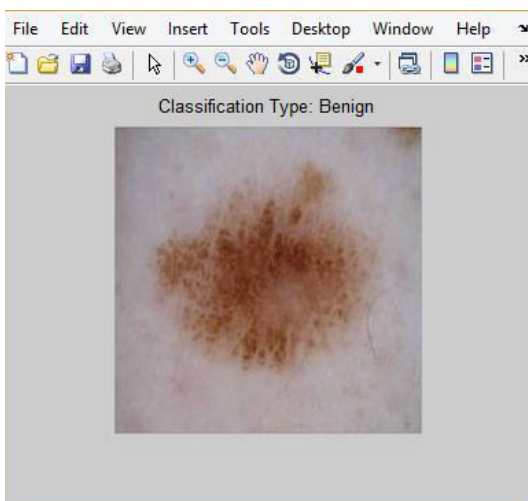 File Edit View Insert Tools Desktop Window Help
Classification Type: Benign